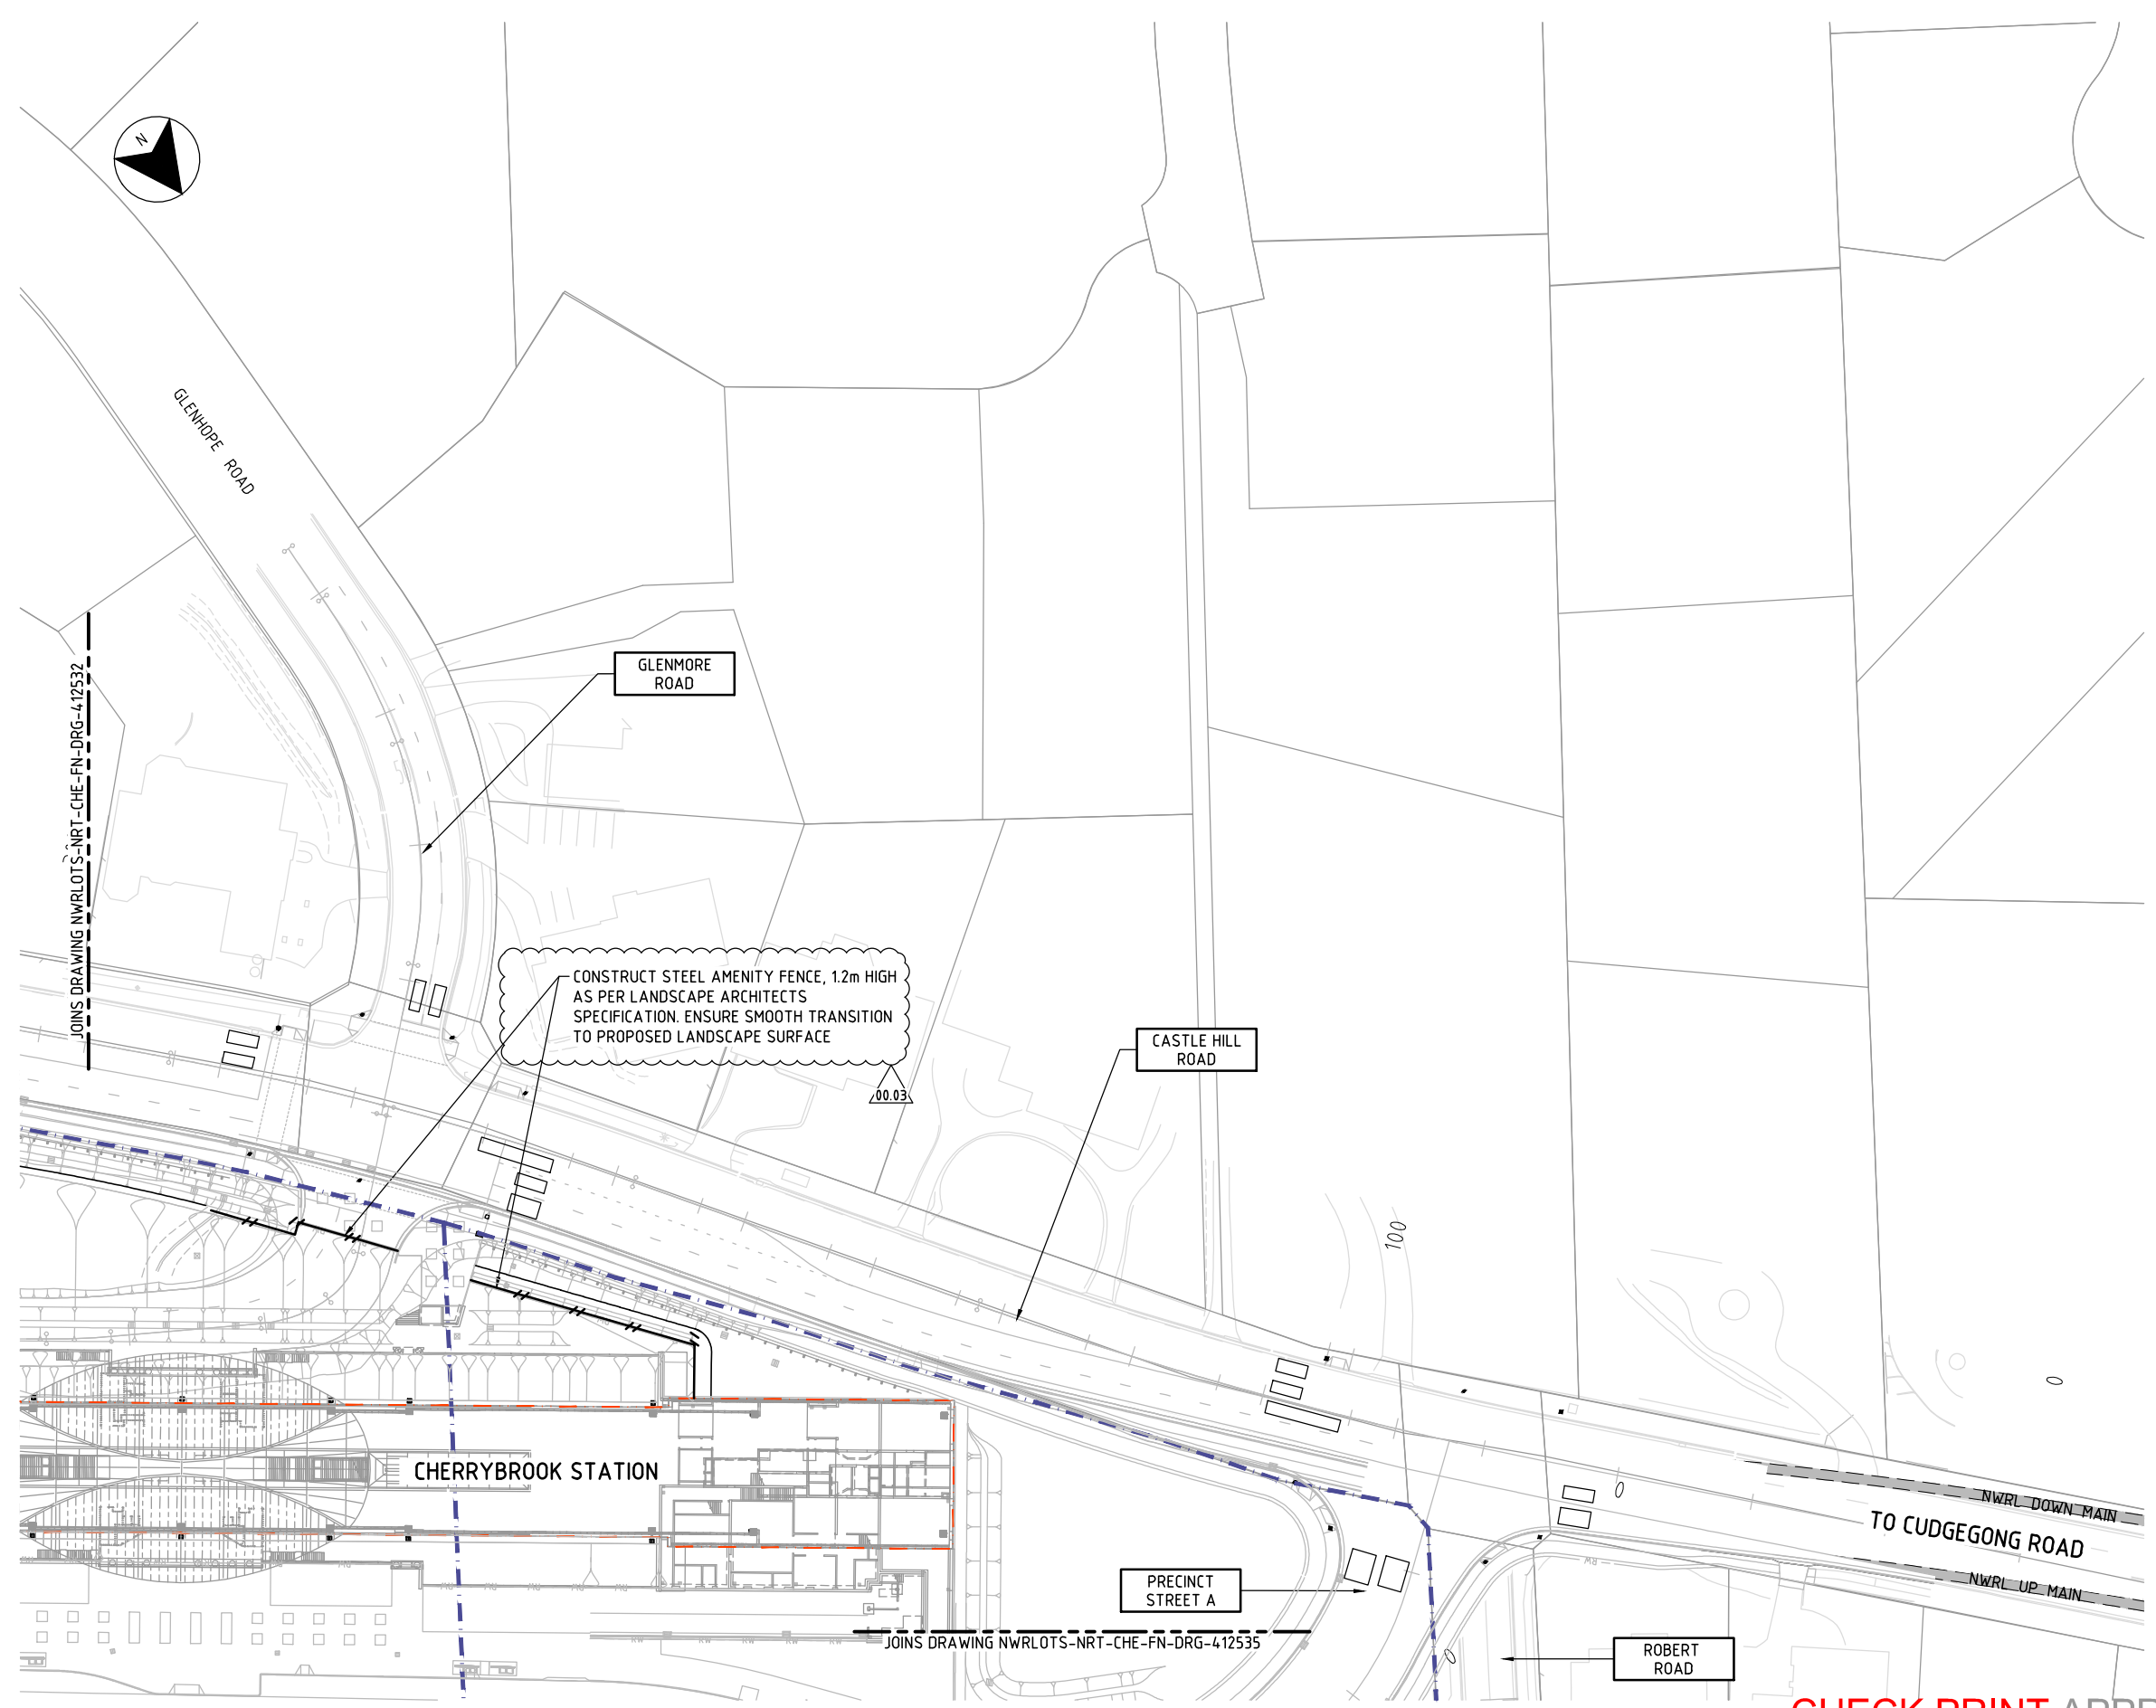 N
GLENHOPE ROAD
GLENMORE
ROAD
JOINS DRAWING NWRLOTS-NRT-CHE-FN-DRG-412532
CONSTRUCT STEEL AMENITY FENCE, 1.2m HIGH
AS PER LANDSCAPE ARCHITECTS
SPECIFICATION. ENSURE SMOOTH TRANSITION
TO PROPOSED LANDSCAPE SURFACE
00.03
CASTLE HILL
ROAD
100
0
CHERRYBROOK STATION
0
NWRL DOWN MAIN
TO CUDGEGONG ROAD
NWRL UP MAIN
PRECINCT
STREET A
JOINS DRAWING NWRLOTS-NRT-CHE-FN-DRG-412535
0
ROBERT
ROAD